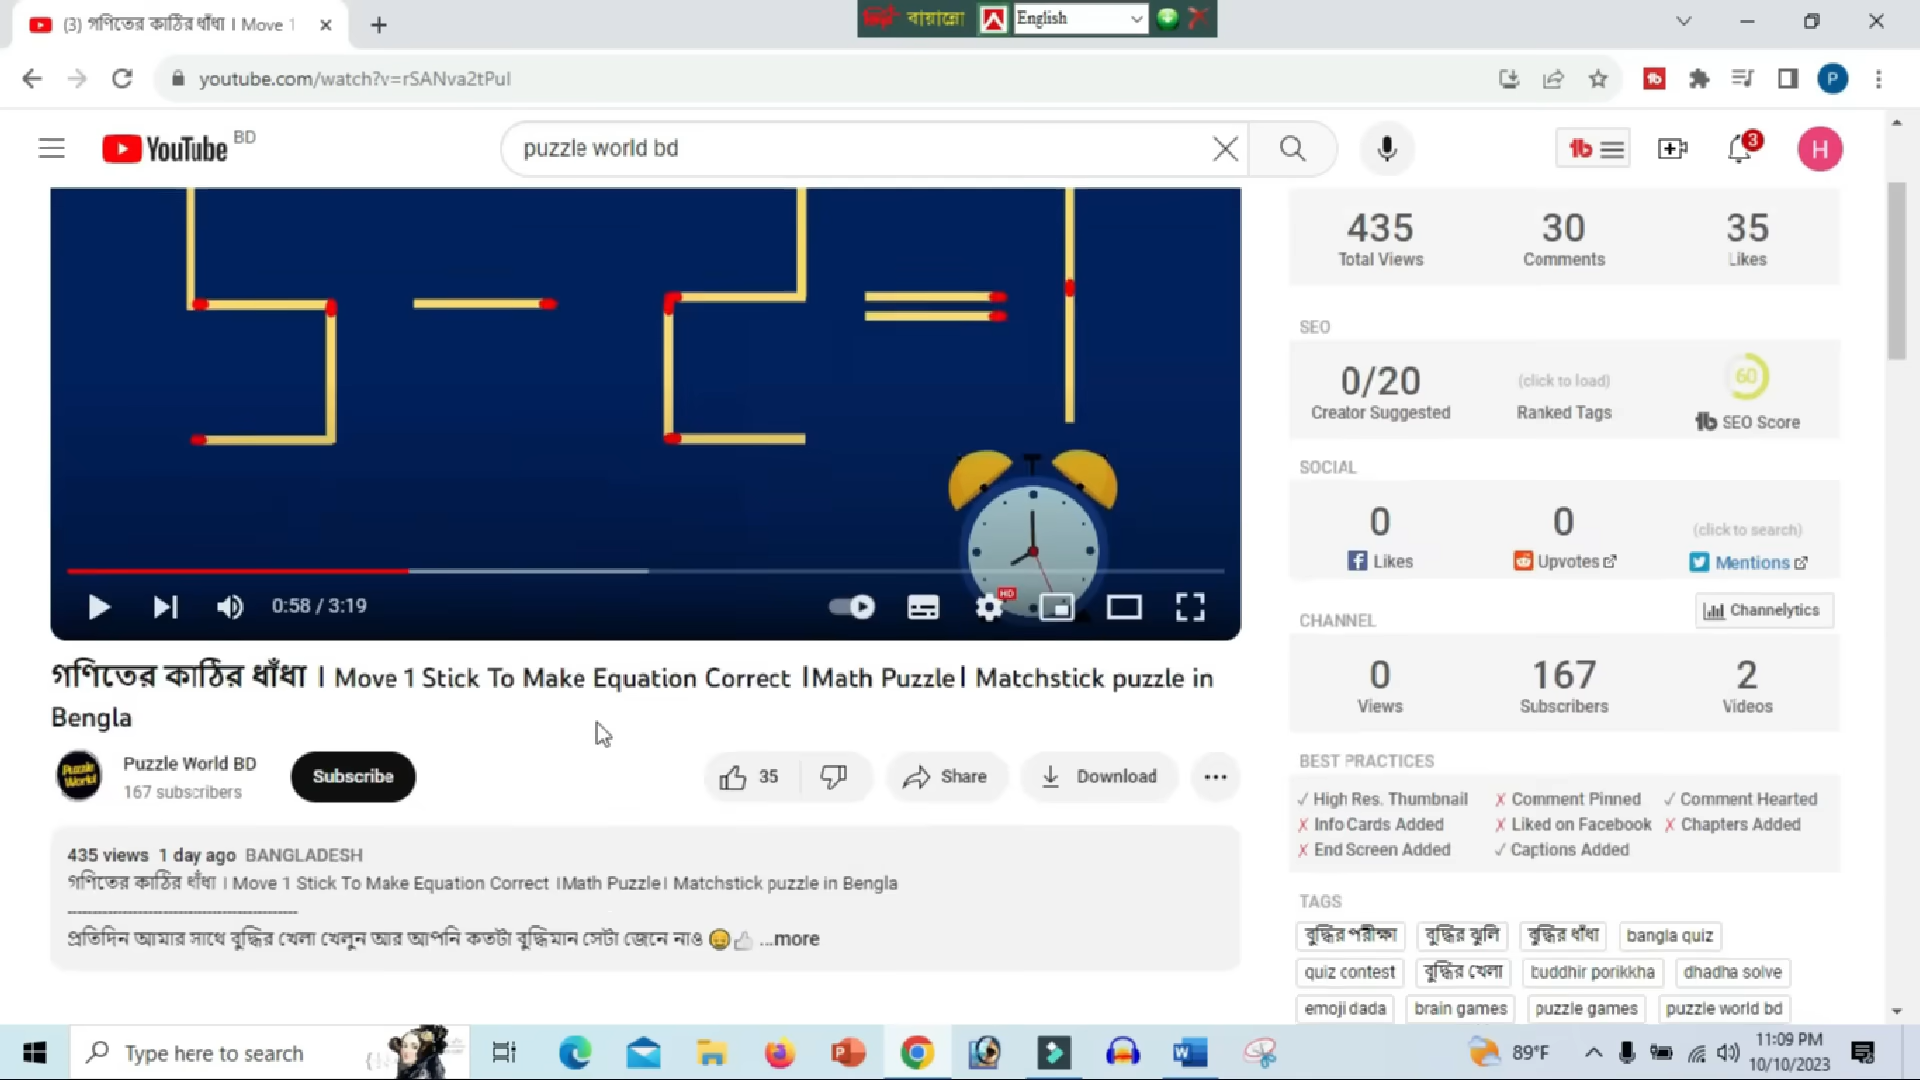 (3) গণিতের কাঠির ধাঁধা । Move 1
বায়ান্নো English
youtube.com/watch?v=rSANva2tPuI
P
YouTube BD
puzzle world bd
3
H
435 30 35
Total Views Comments Likes
SEO
0/20 (click to load) 60
Creator Suggested Ranked Tags SEO Score
SOCIAL
0 0 (click to search)
Likes Upvotes Mentions
Channelytics
CHANNEL
0 167 2
Views Subscribers Videos
BEST PRACTICES
✓ High Res. Thumbnail ✗ Comment Pinned ✓ Comment Hearted
✗ Info Cards Added ✗ Liked on Facebook ✗ Chapters Added
✗ End Screen Added ✓ Captions Added
TAGS
বুদ্ধির পরীক্ষা বুদ্ধির ঝুলি বুদ্ধির ধাঁধা bangla quiz
quiz contest বুদ্ধির খেলা buddhir porikkha dhadha solve
emoji dada brain games puzzle games puzzle world bd
0:58 / 3:19
HD
গণিতের কাঠির ধাঁধা । Move 1 Stick To Make Equation Correct ।Math Puzzle। Matchstick puzzle in
Bengla
Puzzle World
Puzzle World BD
167 subscribers
Subscribe
35
Share
Download
435 views 1 day ago BANGLADESH
গণিতের কাঠির ধাঁধা । Move 1 Stick To Make Equation Correct ।Math Puzzle। Matchstick puzzle in Bengla
প্রতিদিন আমার সাথে বুদ্ধির খেলা খেলুন আর আপনি কতটা বুদ্ধিমান সেটা জেনে নাও 😊👍 ...more
Type here to search
89°F
11:09 PM
10/10/2023